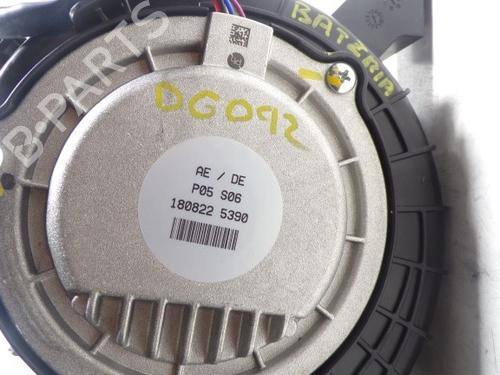 BATERIA
DG092
AE / DE
P05 S06
180822 5390
B-PARTS